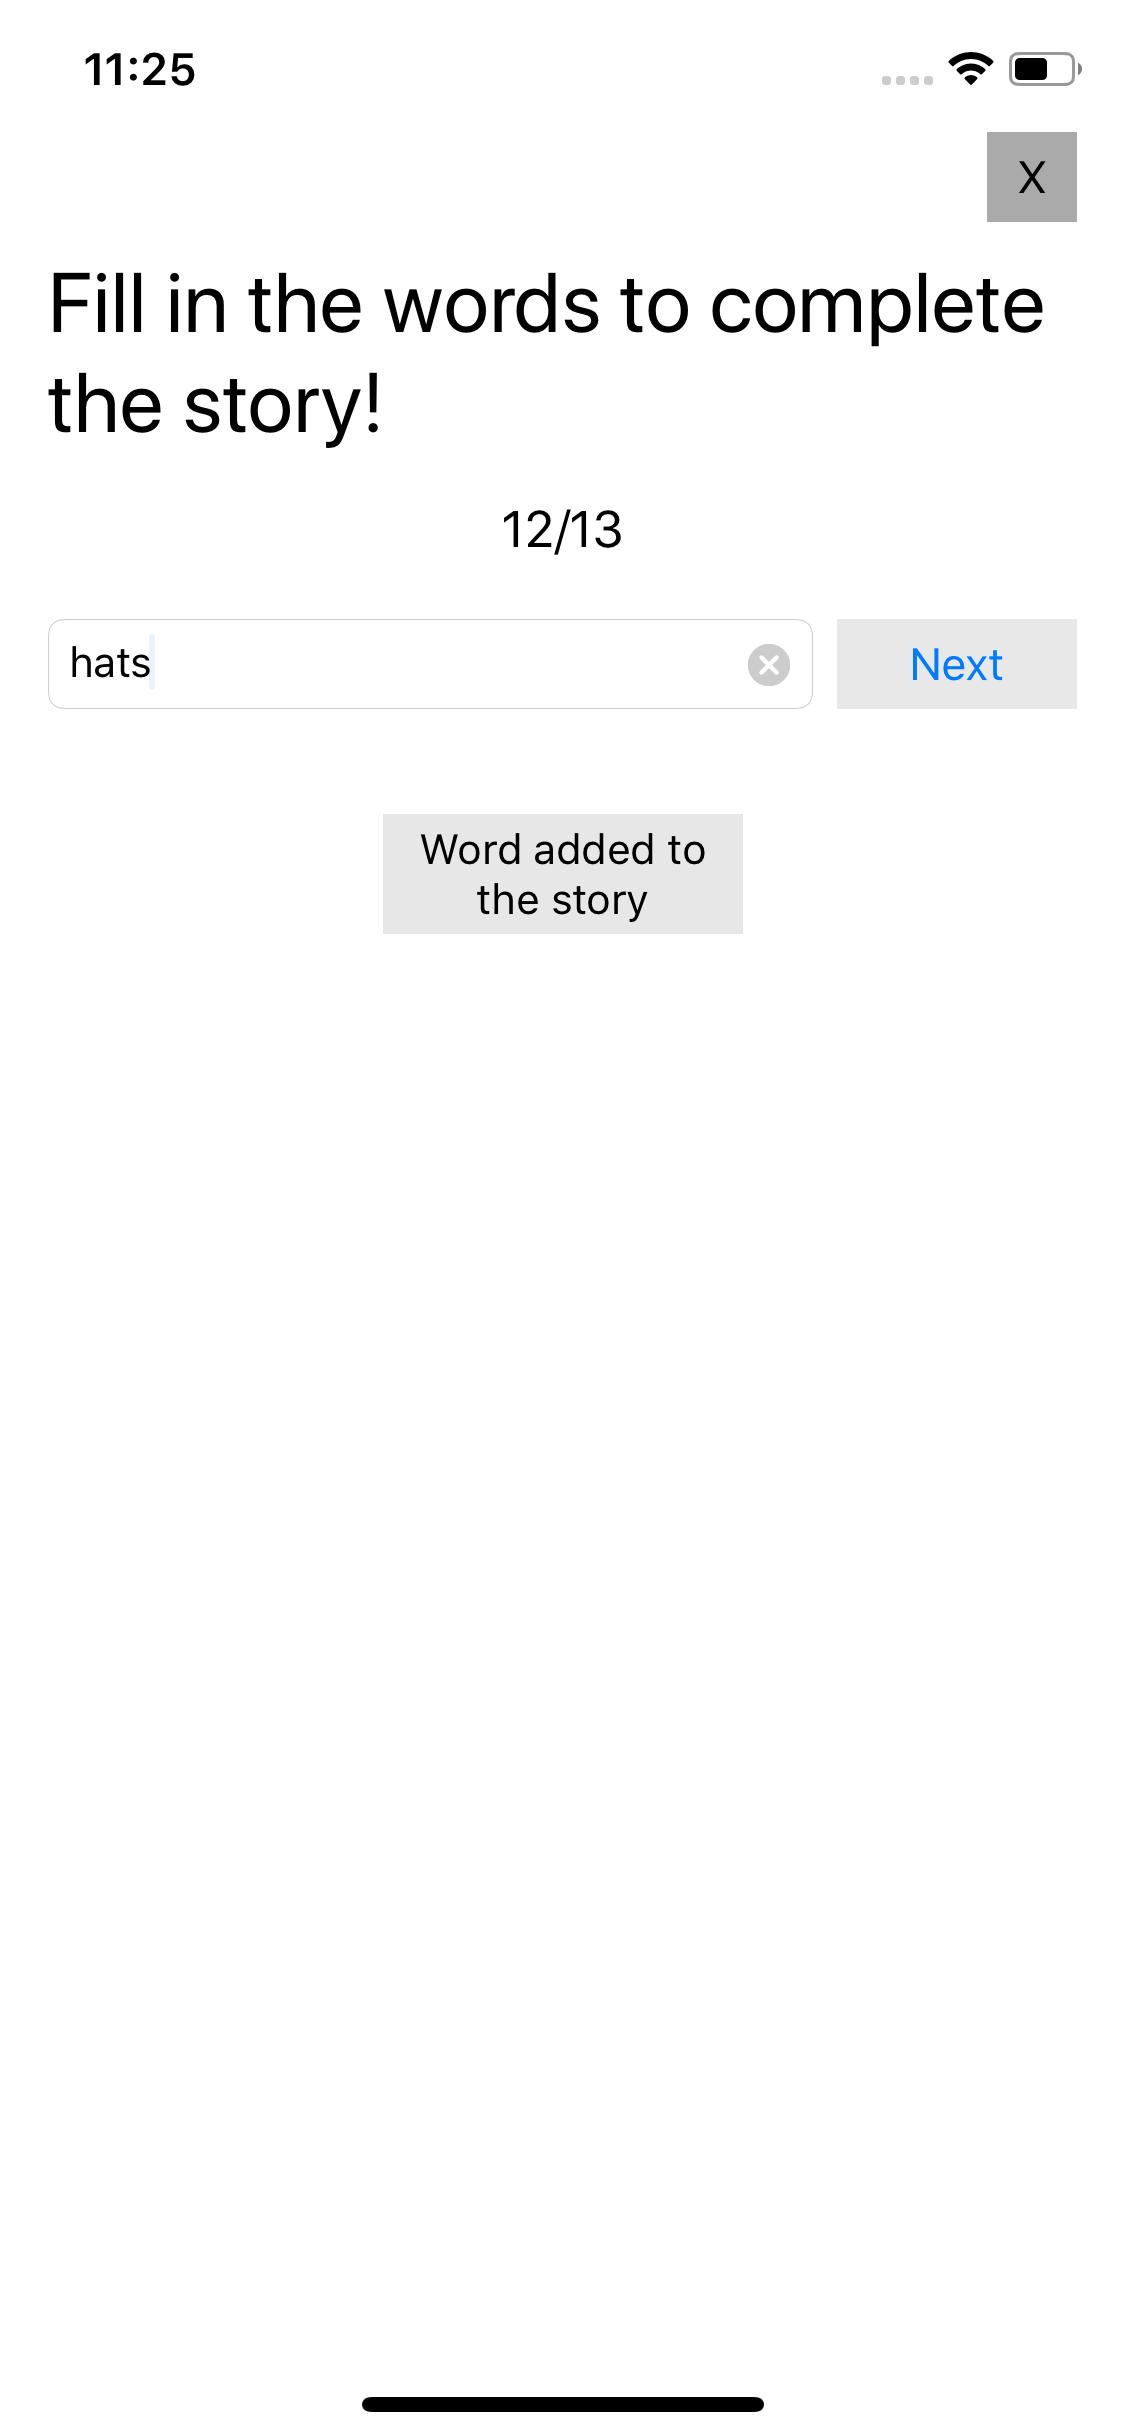 11:25
X
Fill in the words to complete
the story!
12/13
hats
Next
Word added to
the story